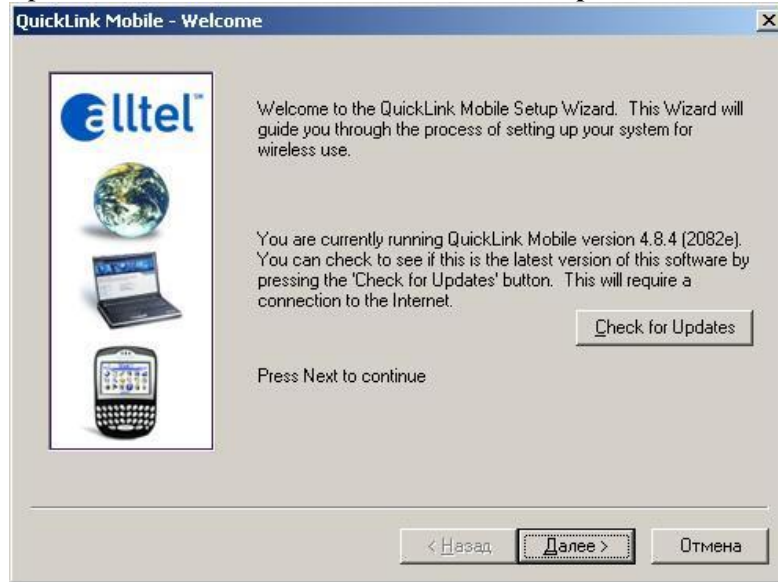 QuickLink Mobile - Welcome
alltel
Welcome to the QuickLink Mobile Setup Wizard. This Wizard will
guide you through the process of setting up your system for
wireless use.
You are currently running QuickLink Mobile version 4.8.4 (2082e).
You can check to see if this is the latest version of this software by
pressing the 'Check for Updates' button. This will require a
connection to the Internet.
Check for Updates
Press Next to continue
< Назад
Далее >
Отмена